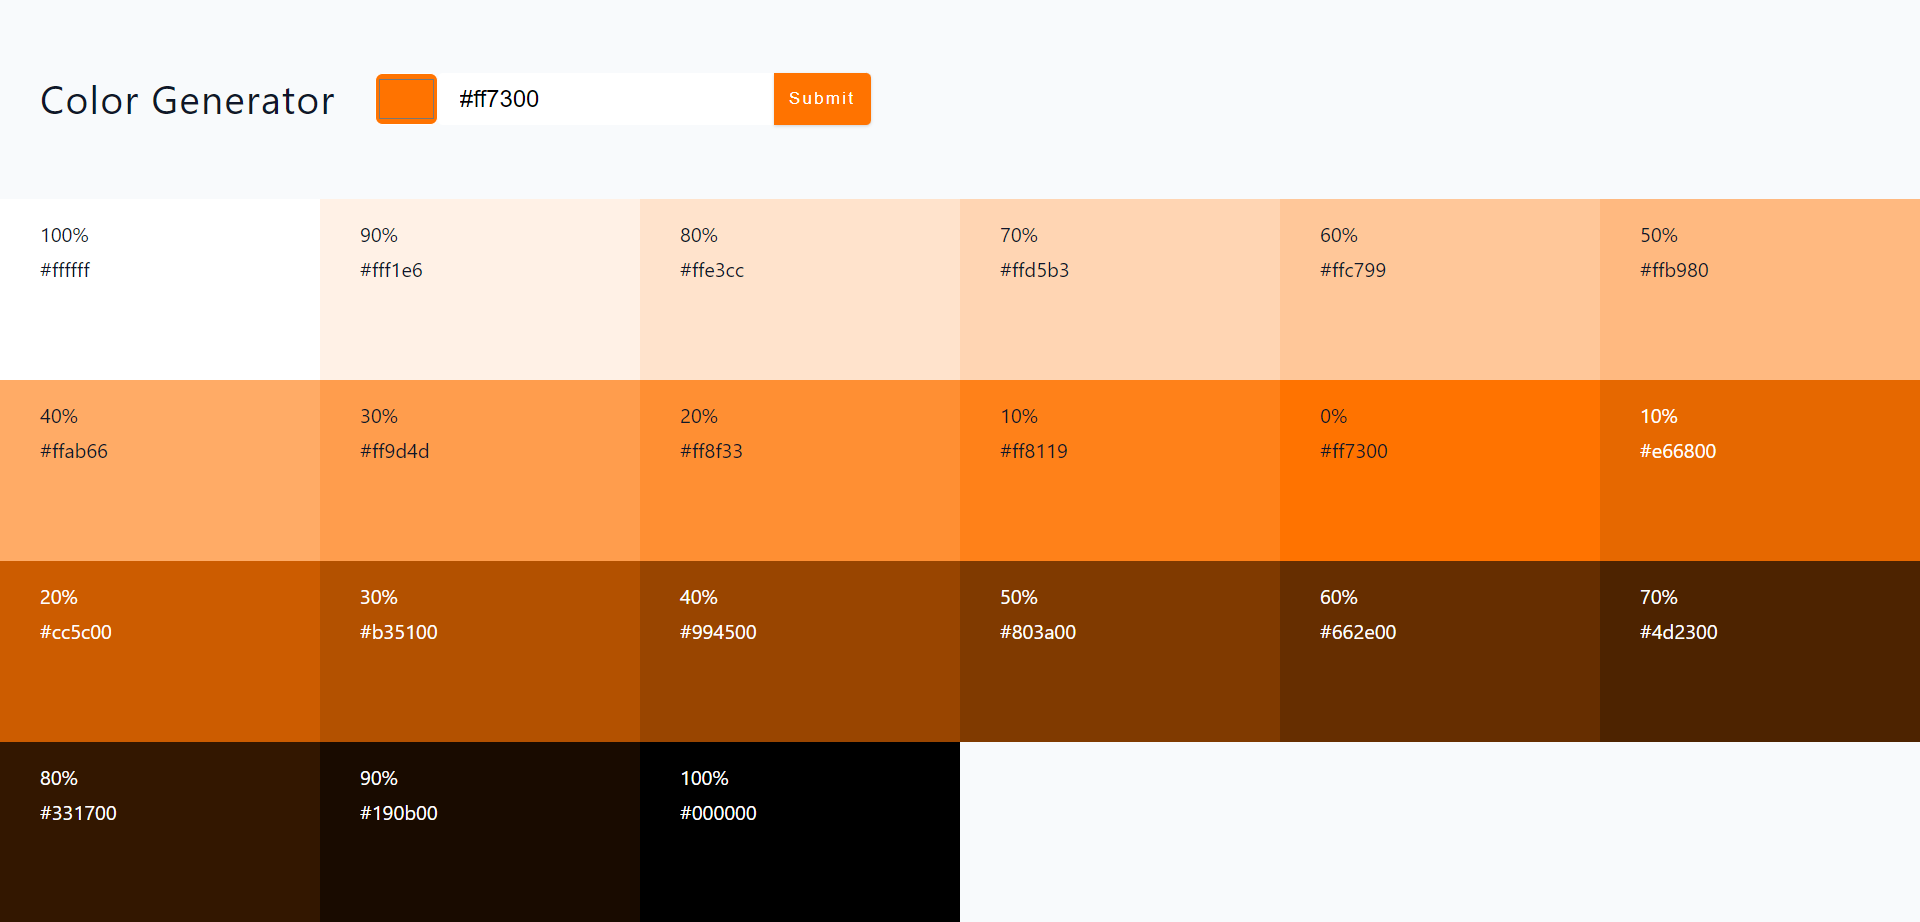 Color Generator
#ff7300
Submit
100%
#ffffff
90%
#fff1e6
80%
#ffe3cc
70%
#ffd5b3
60%
#ffc799
50%
#ffb980
40%
#ffab66
30%
#ff9d4d
20%
#ff8f33
10%
#ff8119
0%
#ff7300
10%
#e66800
20%
#cc5c00
30%
#b35100
40%
#994500
50%
#803a00
60%
#662e00
70%
#4d2300
80%
#331700
90%
#190b00
100%
#000000